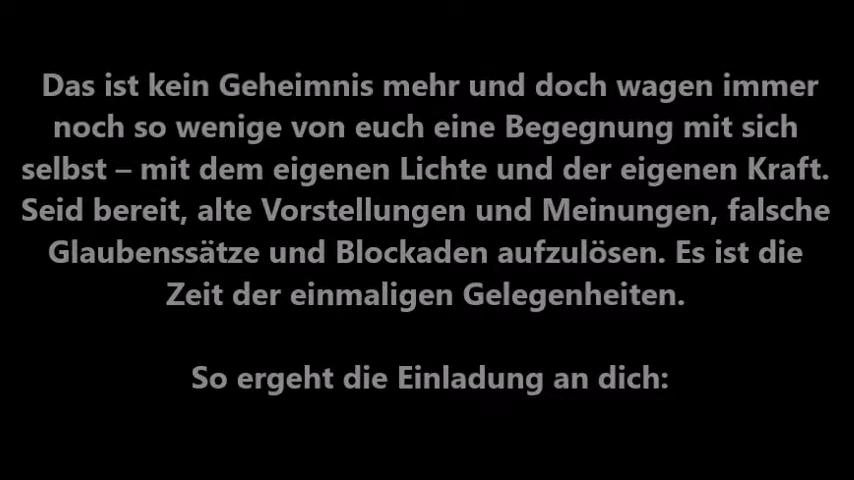 Das ist kein Geheimnis mehr und doch wagen immer
noch so wenige von euch eine Begegnung mit sich
selbst – mit dem eigenen Lichte und der eigenen Kraft.
Seid bereit, alte Vorstellungen und Meinungen, falsche
Glaubenssätze und Blockaden aufzulösen. Es ist die
Zeit der einmaligen Gelegenheiten.
So ergeht die Einladung an dich: